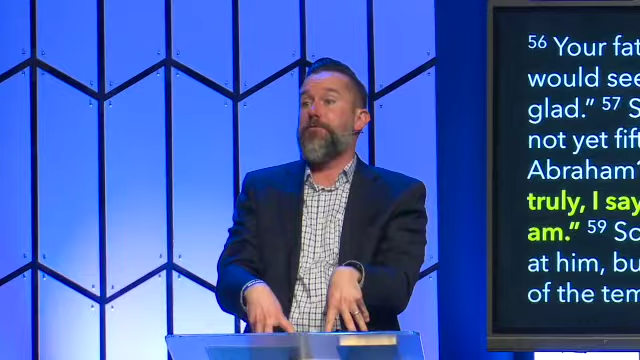 56 Your fat
would see
glad.” 57 S
not yet fif
Abraham?
truly, I say
am.” 59 So
at him, bu
of the tem